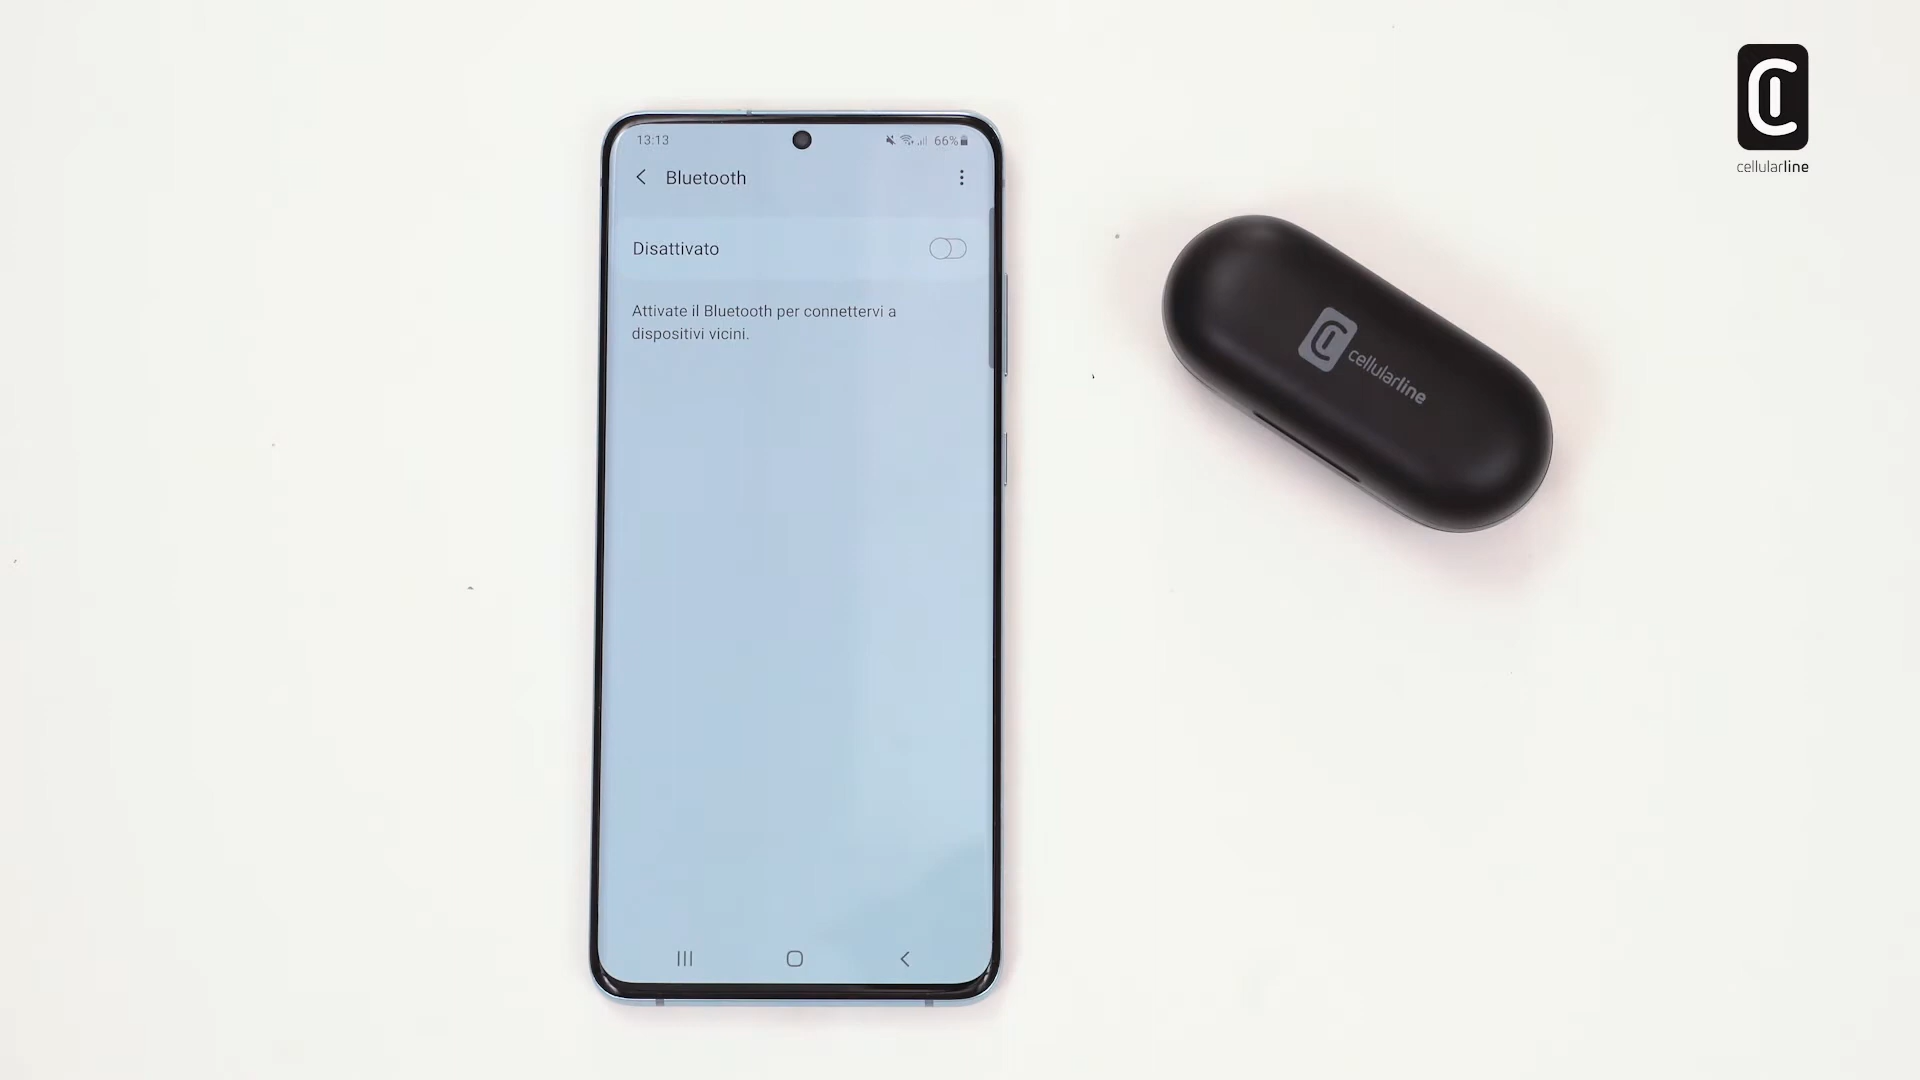 13:13
66%
Bluetooth
Disattivato
Attivate il Bluetooth per connettervi a
dispositivi vicini.
cellularline
cellularline